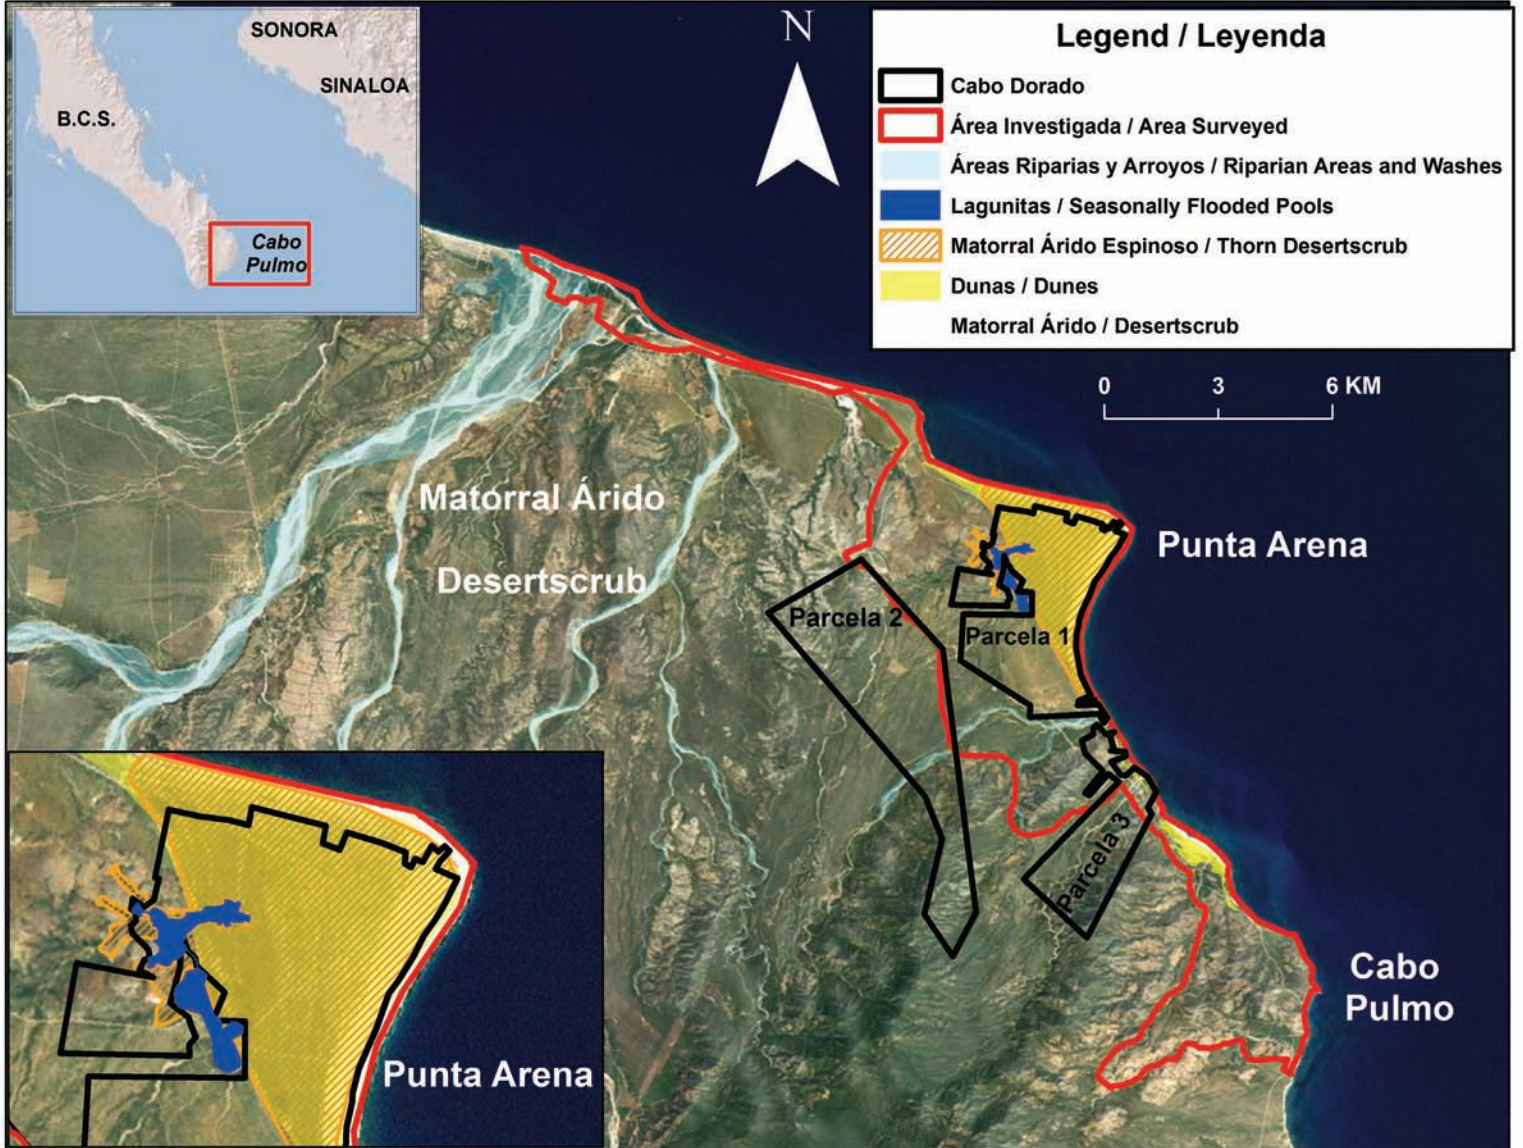 SONORA
SINALOA
B.C.S.
Cabo
Pulmo
N
Legend / Leyenda
Cabo Dorado
Área Investigada / Area Surveyed
Áreas Riparias y Arroyos / Riparian Areas and Washes
Lagunitas / Seasonally Flooded Pools
Matorral Árido Espinoso / Thorn Desertscrub
Dunas / Dunes
Matorral Árido / Desertscrub
0 3 6 KM
Matorral Árido
Desertscrub
Punta Arena
Parcela 2
Parcela 1
Parcela 3
Cabo
Pulmo
Punta Arena